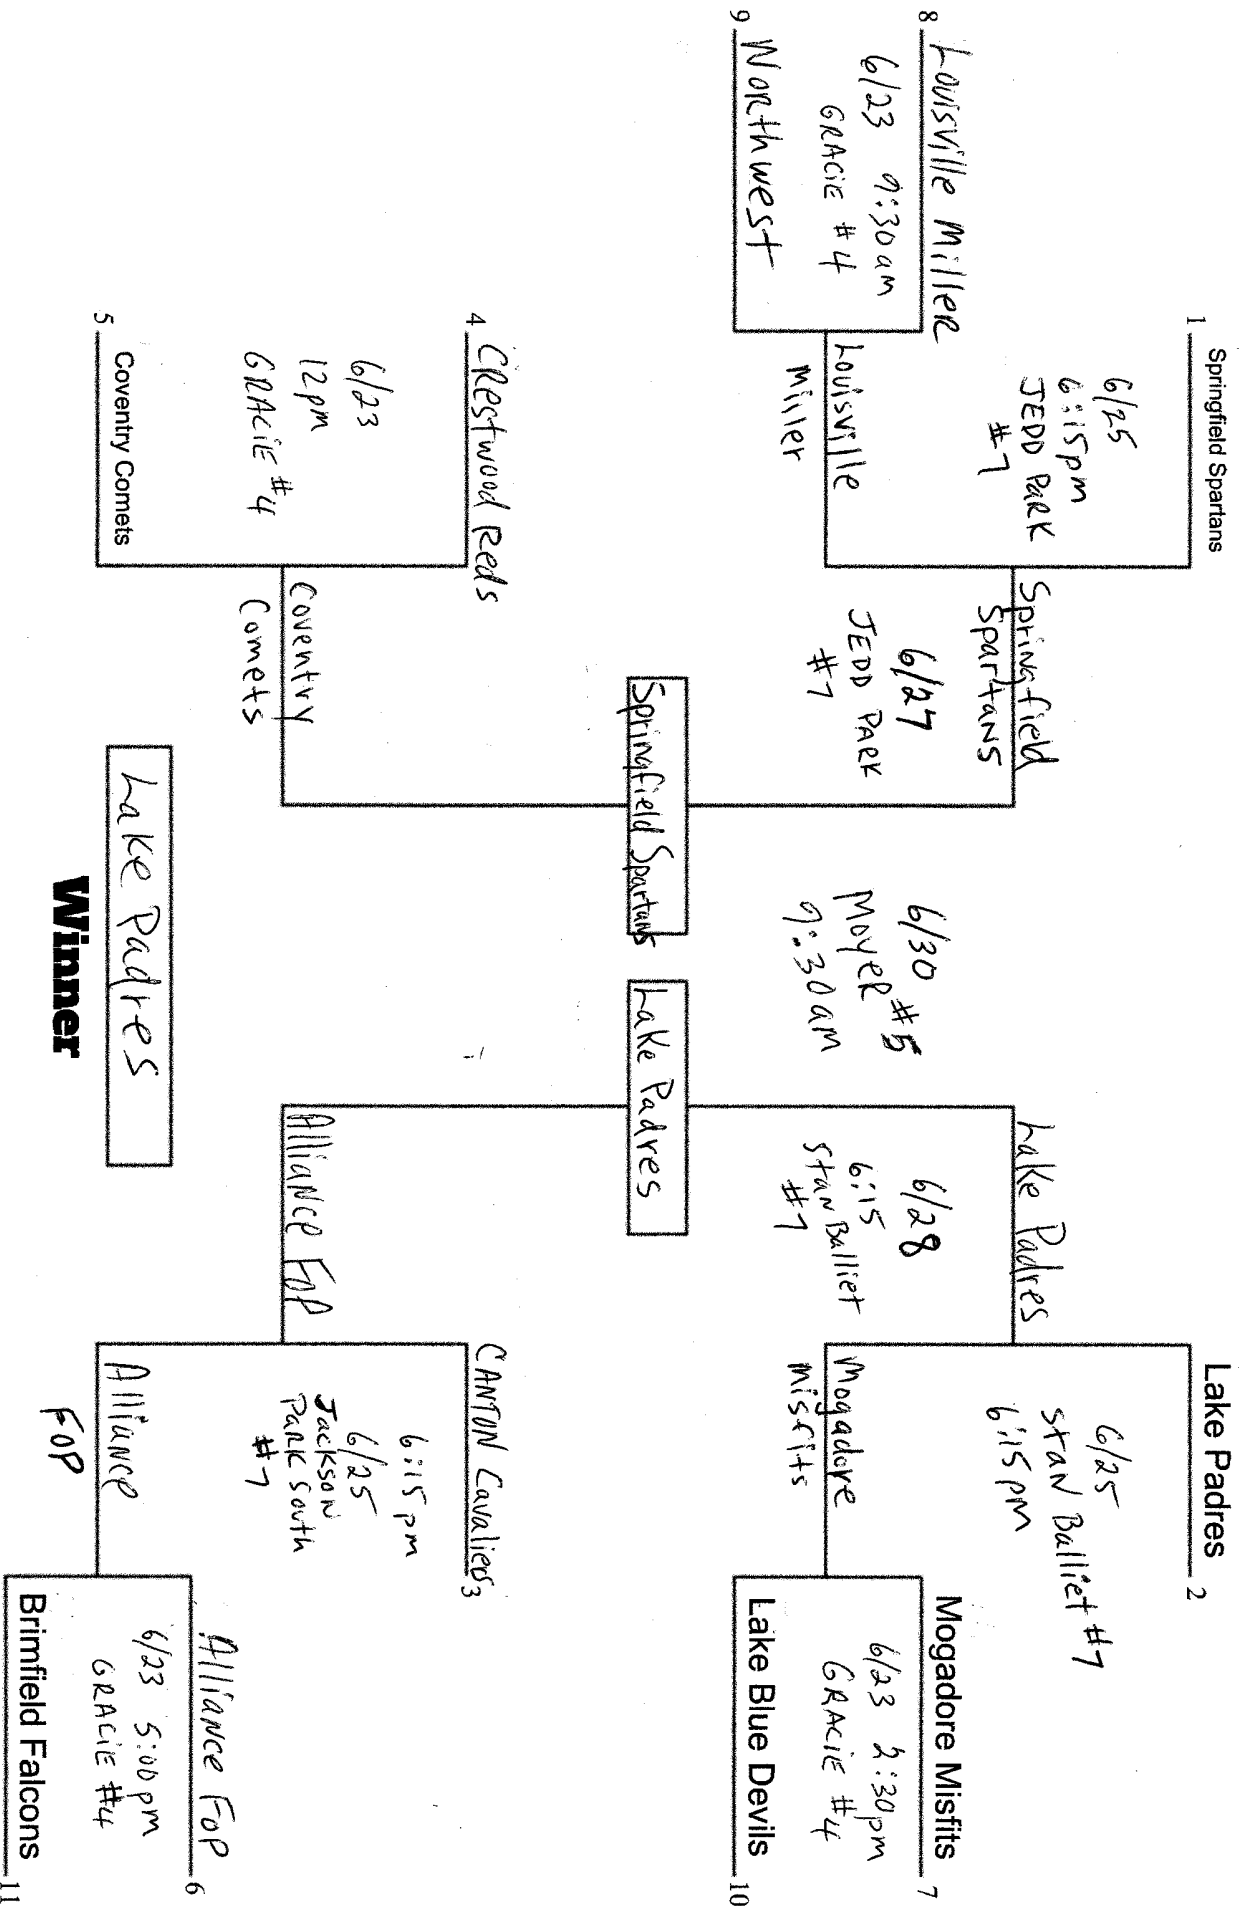 1 Springfield Spartans
6/25
6:15pm
JEDD PARK
#7
8 Louisville Miller
6/23 9:30am
GRACIE #4
9 Northwest
Louisville
Miller
Springfield
Spartans
6/27
JEDD PARK
#7
4 Crestwood Reds
6/23
12pm
GRACIE #4
5 Coventry Comets
Coventry
Comets
Springfield Spartans
6/30
Moyer #5
9:30am
Lake Padres
Lake Padres
Winner
Lake Padres
6/28
6:15
Stan Balliet
#7
Lake Padres 2
6/25
Stan Balliet #7
6:15pm
Mogadore
Misfits
Mogadore Misfits 7
6/23 2:30pm
GRACIE #4
Lake Blue Devils 10
Alliance FOP
CANTON Cavaliers 3
6:15pm
6/25
Jackson
Park South
#7
Alliance
FOP
Alliance FOP 6
6/23 5:00pm
GRACIE #4
Brimfield Falcons 11